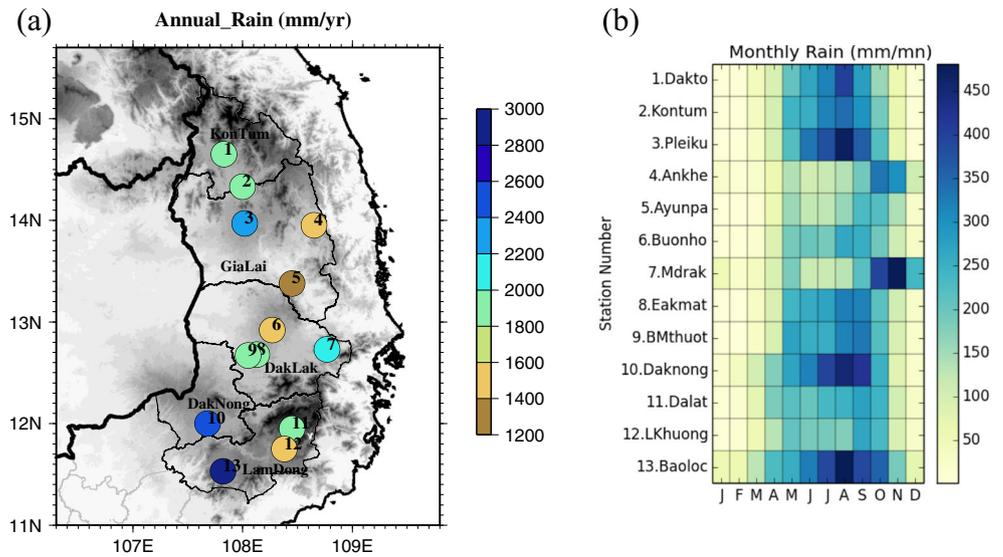 (a)
Annual_Rain (mm/yr)
15N
14N
13N
12N
11N
107E
108E
109E
KonTum
1
2
3
4
GiaLai
5
6
7
9
8
DakLak
DakNong
10
11
12
13
LamDong
3000
2800
2600
2400
2200
2000
1800
1600
1400
1200
(b)
Monthly Rain (mm/mn)
Station Number
1.Dakto
2.Kontum
3.Pleiku
4.Ankhe
5.Ayunpa
6.Buonho
7.Mdrak
8.Eakmat
9.BMthuot
10.Daknong
11.Dalat
12.LKhuong
13.Baoloc
J F M A M J J A S O N D
450
400
350
300
250
200
150
100
50